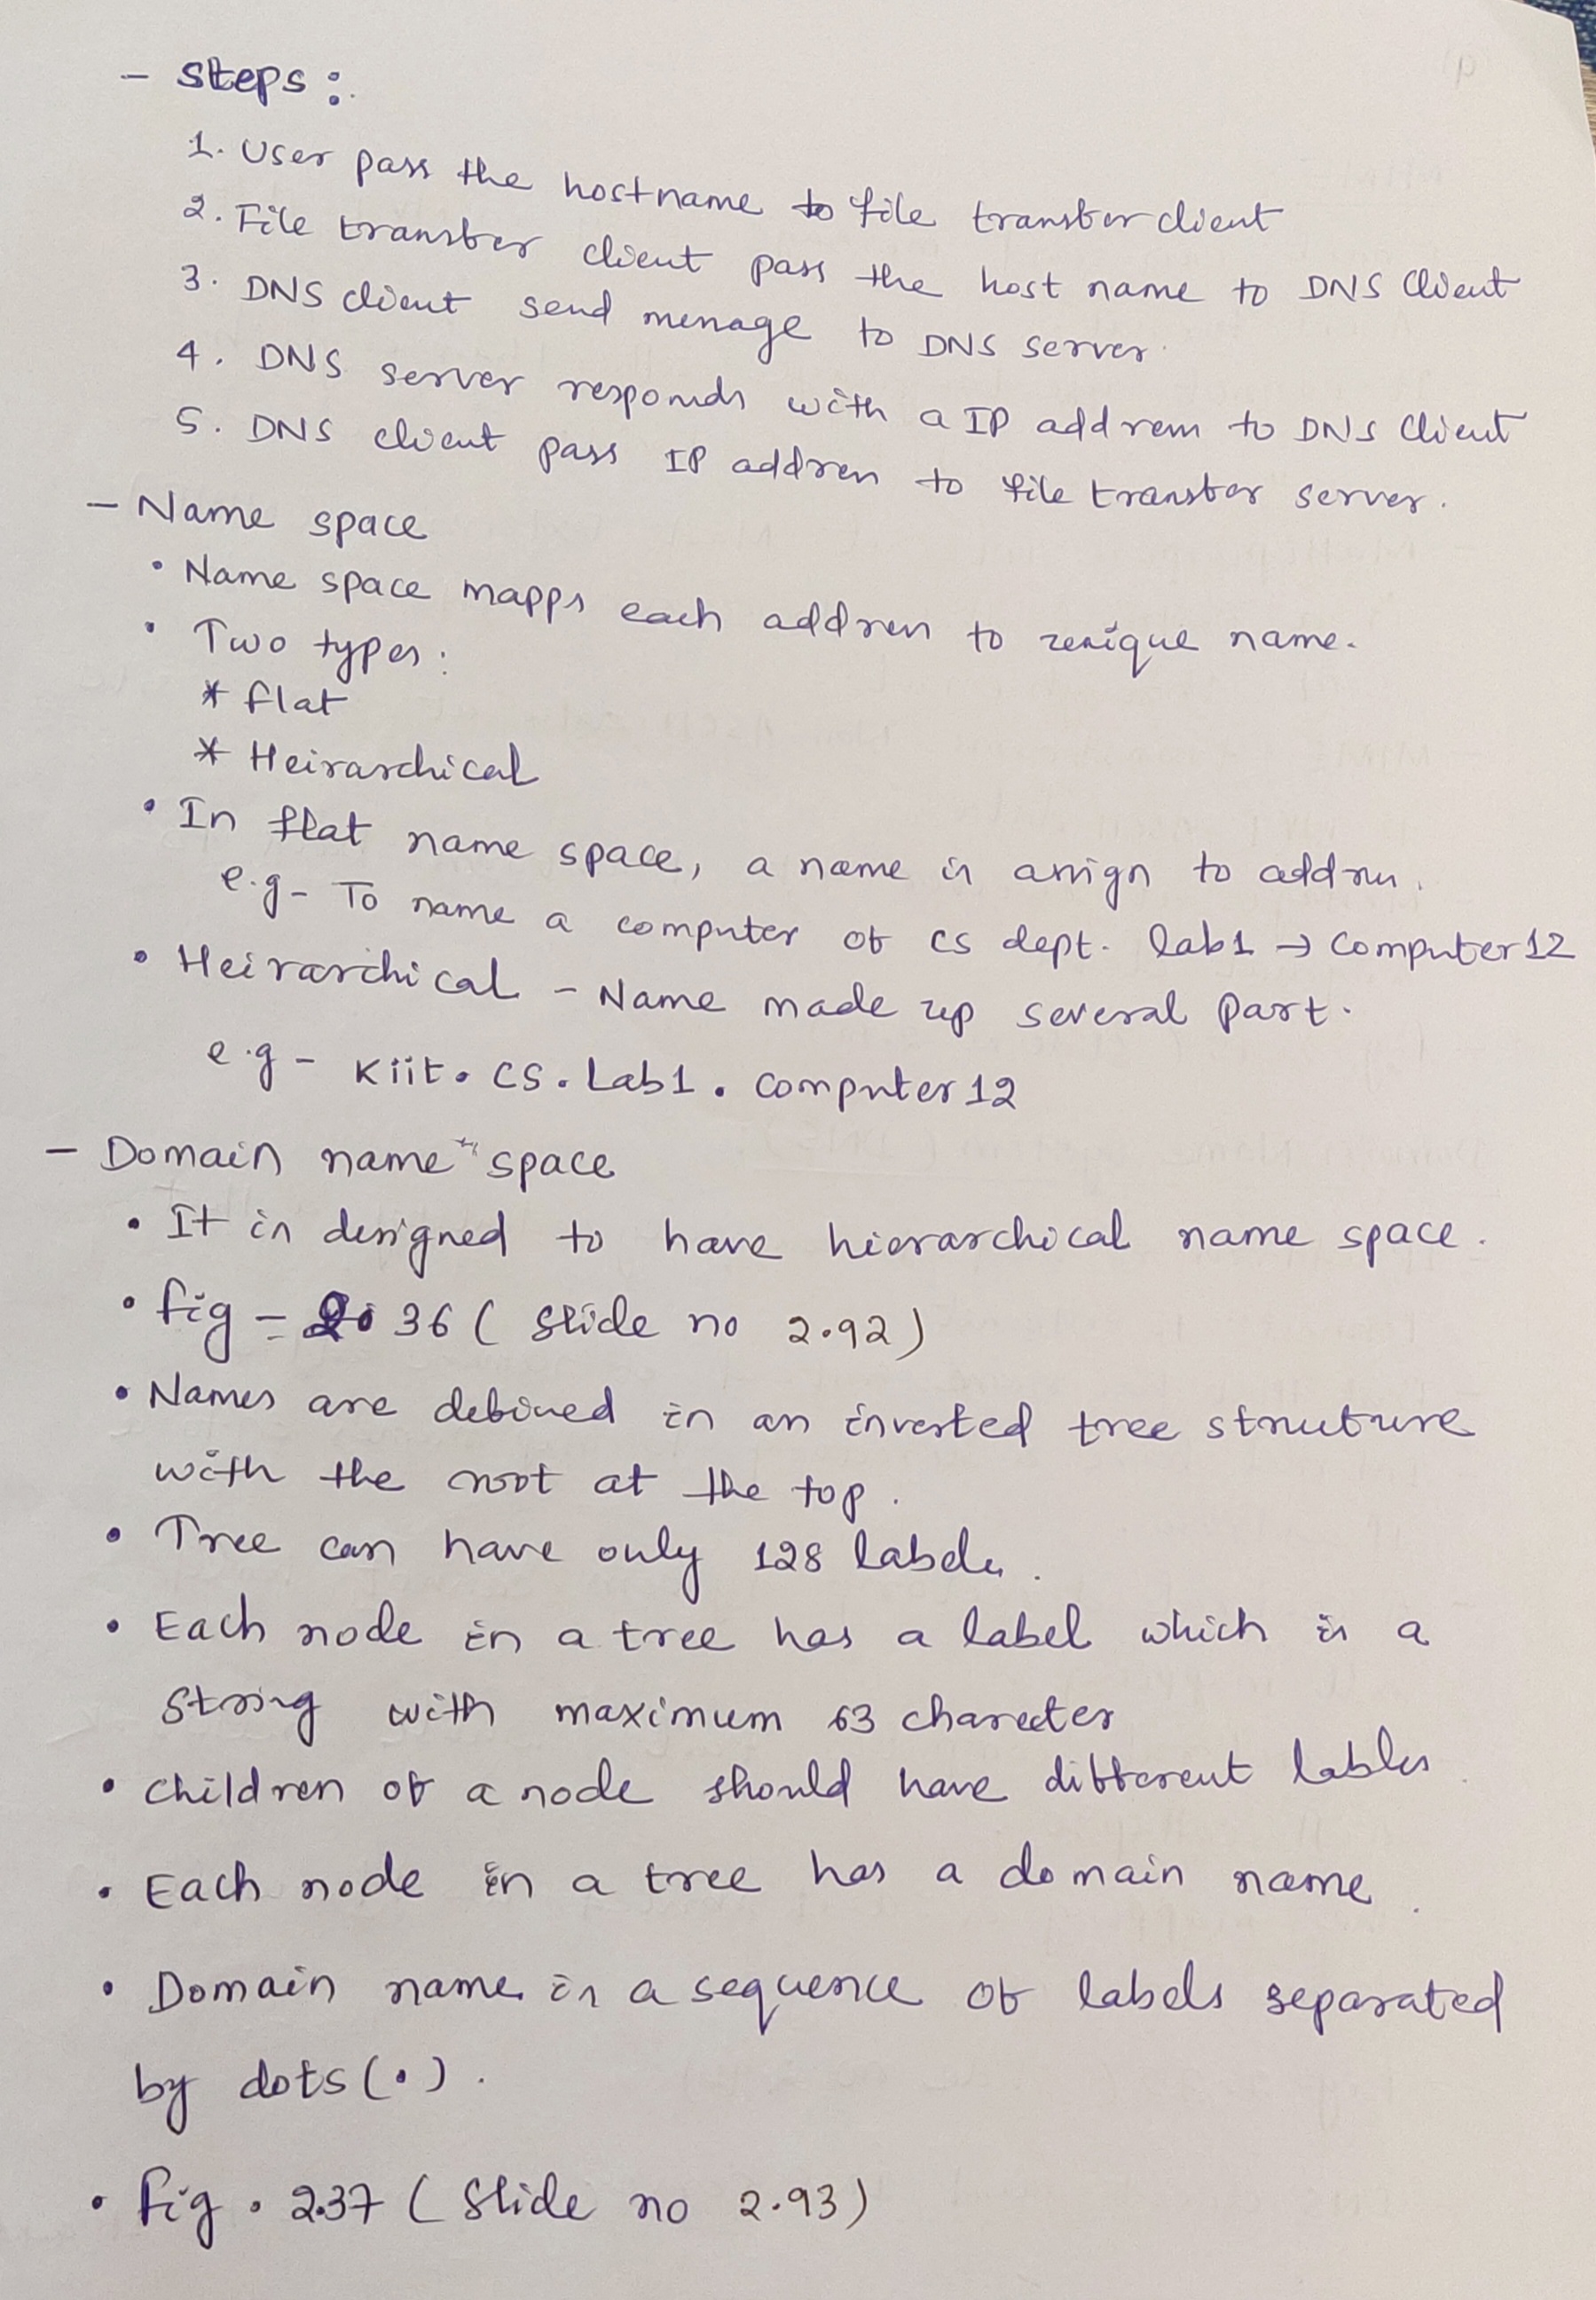 - Steps :
1. User pass the hostname to file transfer client
2. File transfer client pass the host name to DNS Client
3. DNS client send message to DNS server.
4. DNS server responds with a IP address to DNS Client
5. DNS client pass IP address to file transfer server.
- Name space
• Name space mapps each address to unique name.
• Two types:
* flat
* Heirarchical
• In flat name space, a name is assign to address.
e.g- To name a computer of CS dept. lab1 → Computer12
• Heirarchical - Name made up several part.
e.g - Kiit. CS. Lab1. Computer12
- Domain name space
• It is designed to have hierarchical name space.
• fig - 2.36 ( Slide no 2.92)
• Names are defined in an inverted tree struture
with the root at the top.
• Tree can have only 128 labels.
• Each node in a tree has a label which is a
String with maximum 63 charecter
• Children of a node should have different lables.
• Each node in a tree has a domain name.
• Domain name is a sequence of labels separated
by dots(.).
• fig. 2.37 ( Slide no 2.93)